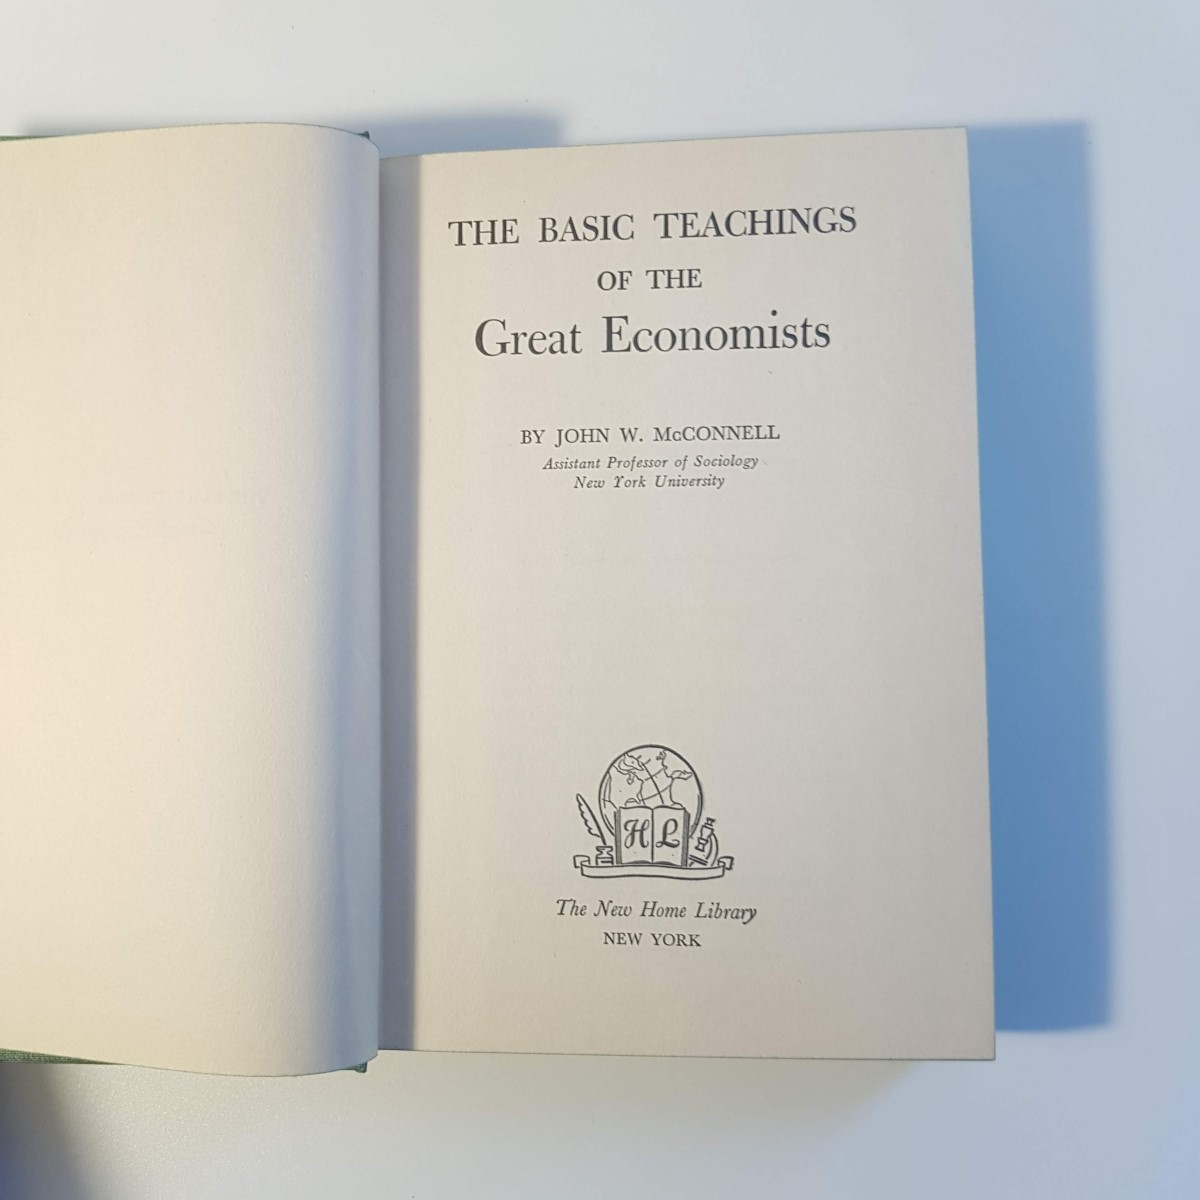 THE BASIC TEACHINGS
OF THE
Great Economists
BY JOHN W. McCONNELL
Assistant Professor of Sociology
New York University
H L
The New Home Library
NEW YORK